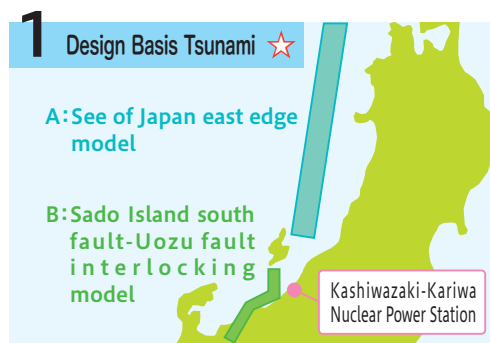 1 Design Basis Tsunami ☆
A:See of Japan east edge
model
B:Sado Island south
fault-Uozu fault
interlocking
model
Kashiwazaki-Kariwa
Nuclear Power Station